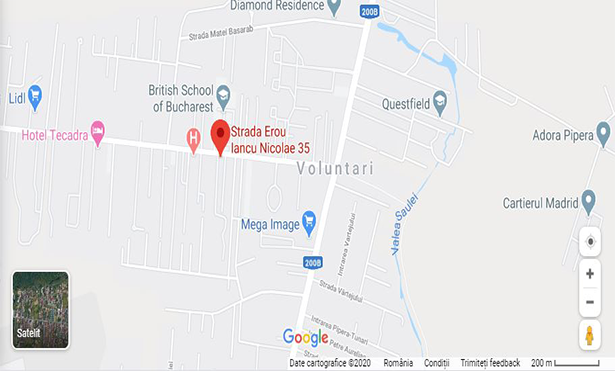 Diamond Residence
200B
Strada Matei Basarab
British School
of Bucharest
Lidl
Questfield
Hotel Tecadra
H
Strada Erou
Iancu Nicolae 35
Adora Pipera
Voluntari
Cartierul Madrid
Valea Saulei
Mega Image
Intrarea Vârtejului
200B
Strada Vârtejului
Satelit
Intrarea Pipera-Tunari
Petre Aurelian
Google
Date cartografice ©2020 România Condiții Trimiteți feedback 200 m